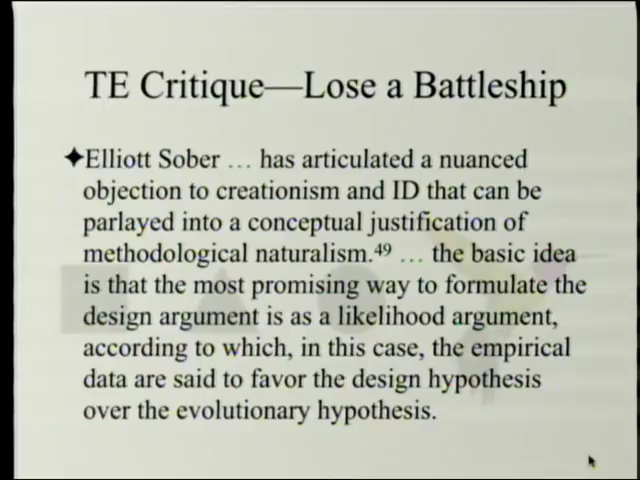 TE Critique—Lose a Battleship
✦Elliott Sober … has articulated a nuanced
objection to creationism and ID that can be
parlayed into a conceptual justification of
methodological naturalism.⁴⁹ … the basic idea
is that the most promising way to formulate the
design argument is as a likelihood argument,
according to which, in this case, the empirical
data are said to favor the design hypothesis
over the evolutionary hypothesis.